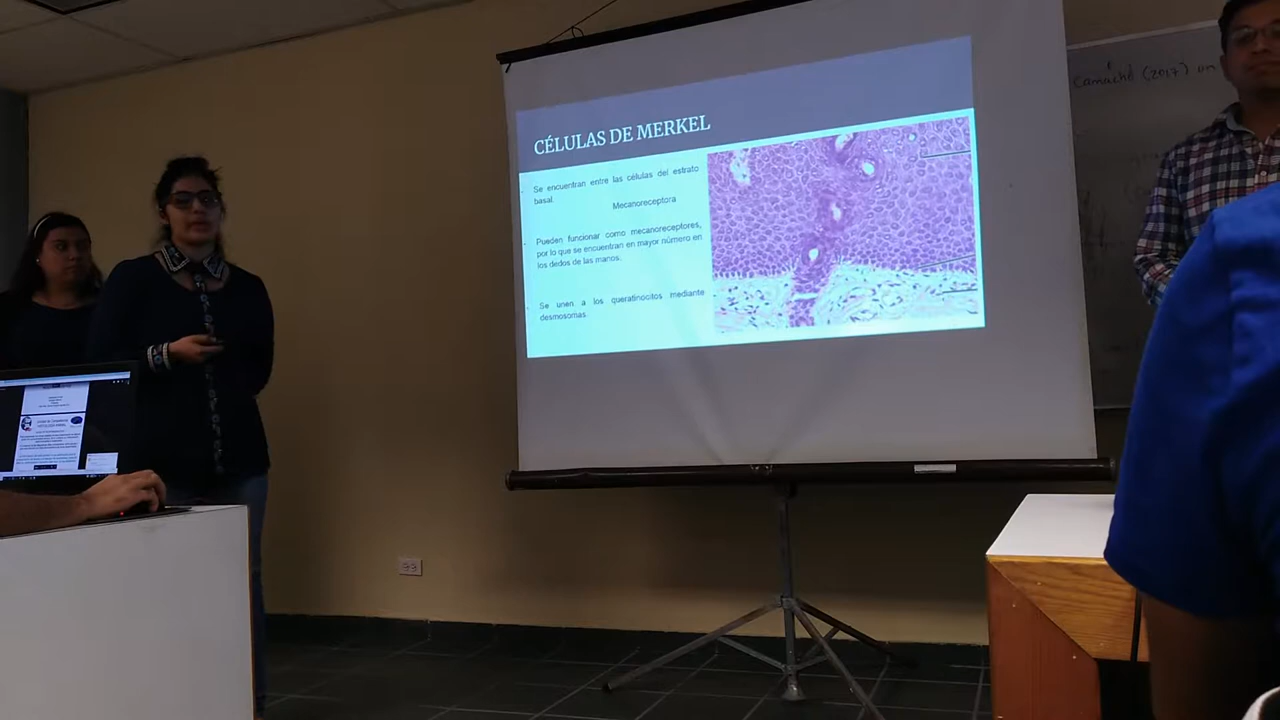 CÉLULAS DE MERKEL
Se encuentran entre las células del estrato
basal.
Mecanoreceptora
Pueden funcionar como mecanoreceptores,
por lo que se encuentran en mayor número en
los dedos de las manos.
Se unen a los queratinocitos mediante
desmosomas
Camacho (2017) un